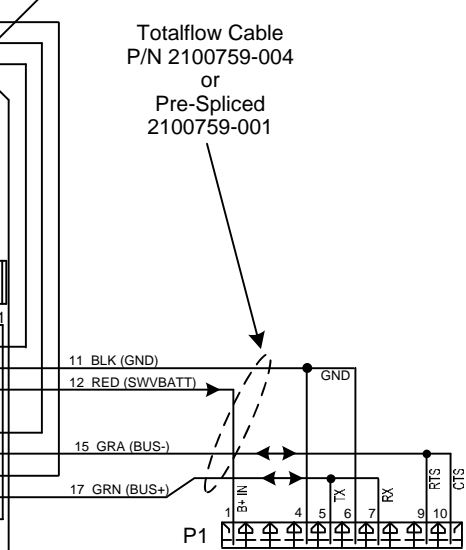 Totalflow Cable
P/N 2100759-004
or
Pre-Spliced
2100759-001
1
11 BLK (GND)
12 RED (SWVBATT)
GND
15 GRA (BUS-)
17 GRN (BUS+)
B+ IN
TX
RX
RTS
CTS
1 4 5 6 7 9 10
P1